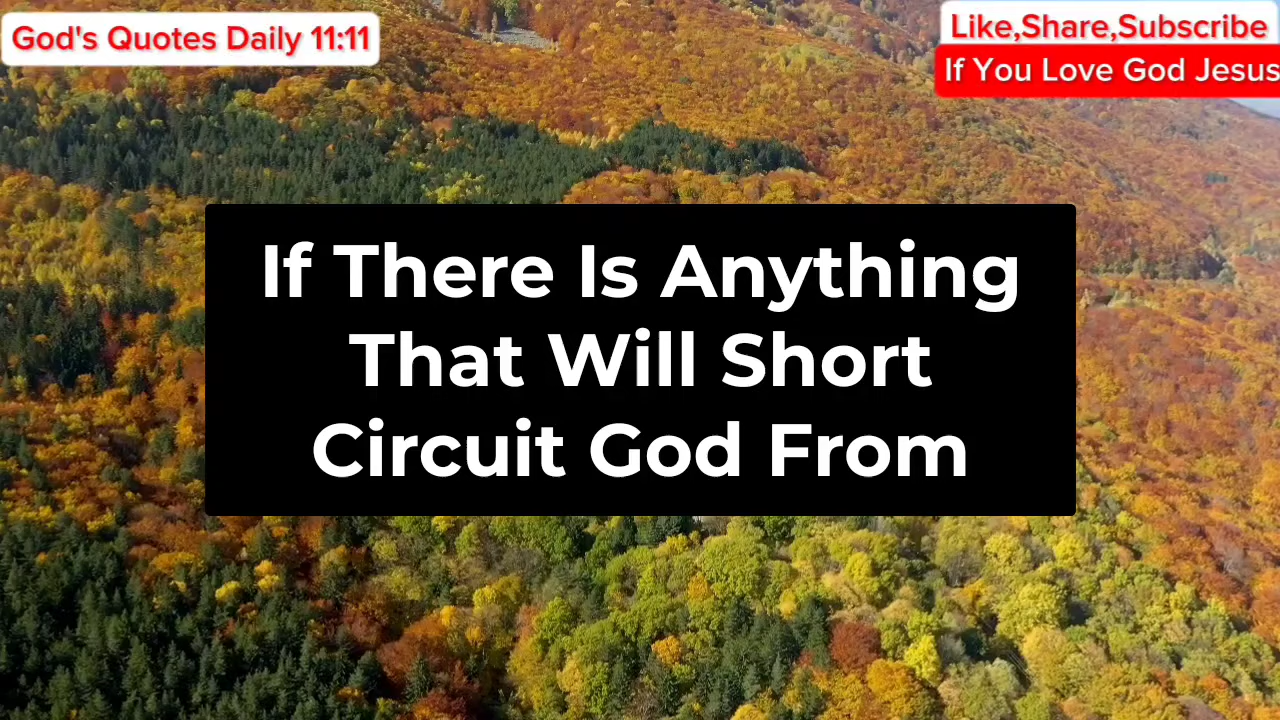 God's Quotes Daily 11:11
Like,Share,Subscribe
If You Love God Jesus
If There Is Anything
That Will Short
Circuit God From